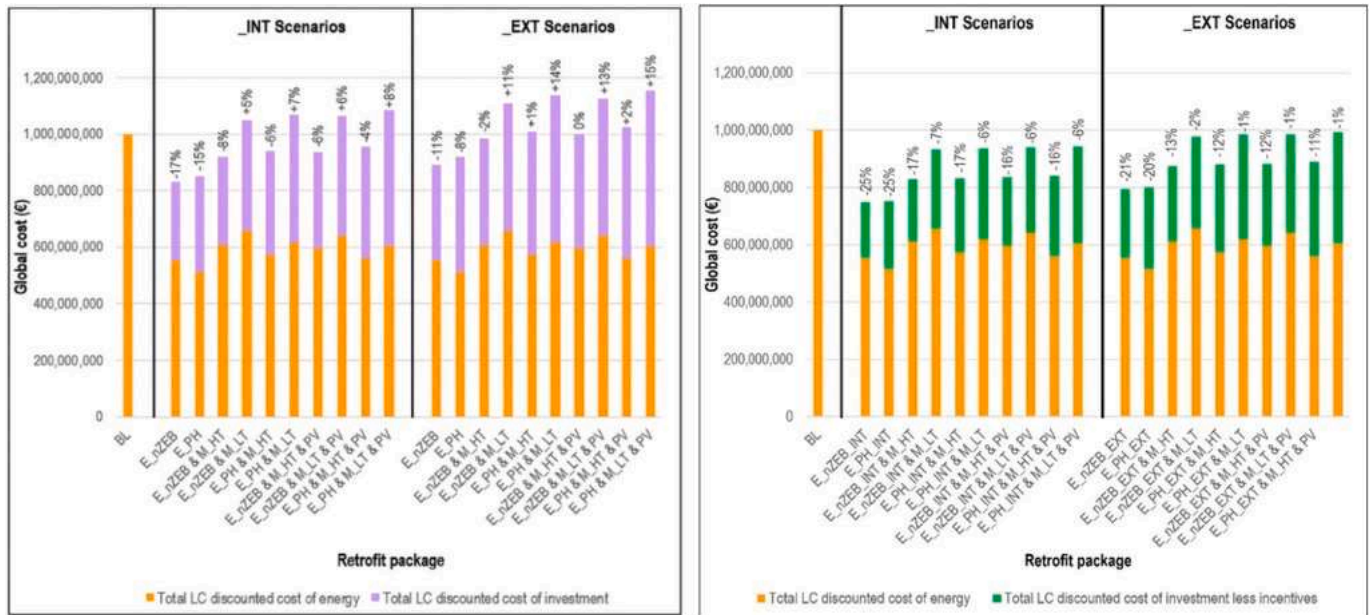 _INT Scenarios
_EXT Scenarios
1,200,000,000
1,000,000,000
800,000,000
600,000,000
400,000,000
200,000,000
0
Global cost (€)
-17%
-15%
-8%
+5%
-6%
+7%
-6%
+6%
-4%
+8%
-11%
-8%
-2%
+11%
+1%
+14%
0%
+13%
+2%
+15%
BL
E_nZEB
E_PH
E_nZEB & M_HT
E_nZEB & M_LT
E_PH & M_HT
E_PH & M_LT
E_nZEB & M_HT & PV
E_nZEB & M_LT & PV
E_PH & M_HT & PV
E_PH & M_LT & PV
E_nZEB
E_PH
E_nZEB & M_HT
E_nZEB & M_LT
E_PH & M_HT
E_PH & M_LT
E_nZEB & M_HT & PV
E_nZEB & M_LT & PV
E_PH & M_HT & PV
E_PH & M_LT & PV
Retrofit package
Total LC discounted cost of energy
Total LC discounted cost of investment
_INT Scenarios
_EXT Scenarios
1,200,000,000
1,000,000,000
800,000,000
600,000,000
400,000,000
200,000,000
0
Global cost (€)
-25%
-25%
-17%
-7%
-17%
-6%
-16%
-6%
-16%
-6%
-21%
-20%
-13%
-2%
-12%
-1%
-12%
-1%
-11%
-1%
BL
E_nZEB_INT
E_PH_INT
E_nZEB_INT & M_HT
E_nZEB_INT & M_LT
E_PH_INT & M_HT
E_PH_INT & M_LT
E_nZEB_INT & M_HT & PV
E_nZEB_INT & M_LT & PV
E_PH_INT & M_HT & PV
E_PH_INT & M_LT & PV
E_nZEB_EXT
E_PH_EXT
E_nZEB_EXT & M_HT
E_nZEB_EXT & M_LT
E_PH_EXT & M_HT
E_PH_EXT & M_LT
E_nZEB_EXT & M_HT & PV
E_nZEB_EXT & M_LT & PV
E_PH_EXT & M_HT & PV
Retrofit package
Total LC discounted cost of energy
Total LC discounted cost of investment less incentives